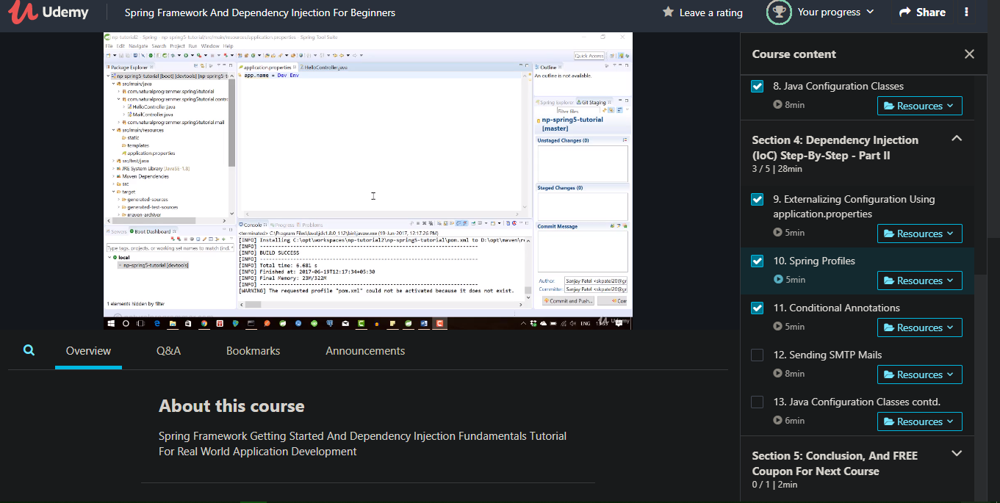 Udemy
Spring Framework And Dependency Injection For Beginners
Leave a rating
Your progress
Share
np-tutorial2 - Spring - np-spring5-tutorial/src/main/resources/application.properties - Spring Tool Suite
File Edit Navigate Search Project Run Window Help
Quick Access
Package Explorer
np-spring5-tutorial [boot] [devtools] [np-spring5-t
src/main/java
com.naturalprogrammer.spring5tutorial
com.naturalprogrammer.spring5tutorial.contro
HelloController.java
MailController.java
com.naturalprogrammer.spring5tutorial.mail
src/main/resources
static
templates
application.properties
src/test/java
JRE System Library [JavaSE-1.8]
Maven Dependencies
src
target
generated-sources
generated-test-sources
maven-archiver
Servers
Boot Dashboard
Type tags, projects, or working set names to match (incl. *
local
np-spring5-tutorial [devtools]
1 elements hidden by filter
application.properties
HelloController.java
app.name = Dev Env
Console
Progress
Problems
<terminated> C:\Program Files\Java\jdk1.8.0_112\bin\javaw.exe (19-Jun-2017, 12:17:26 PM)
[INFO] Installing C:\opt\workspaces\np-tutorial2\np-spring5-tutorial\pom.xml to D:\opt\maven\re
[INFO] ------------------------------------------------------------------------
[INFO] BUILD SUCCESS
[INFO] ------------------------------------------------------------------------
[INFO] Total time: 6.681 s
[INFO] Finished at: 2017-06-19T12:17:34+05:30
[INFO] Final Memory: 23M/322M
[INFO] ------------------------------------------------------------------------
[WARNING] The requested profile "pom.xml" could not be activated because it does not exist.
Outline
An outline is not available.
Spring Explorer
Git Staging
Filter files
np-spring5-tutorial
[master]
Unstaged Changes (0)
Staged Changes (0)
Commit Message
Author: Sanjay Patel <skpatel20@gr
Committer: Sanjay Patel <skpatel20@gr
Commit and Push...
Com
ENG
Udemy
Overview
Q&A
Bookmarks
Announcements
About this course
Spring Framework Getting Started And Dependency Injection Fundamentals Tutorial
For Real World Application Development
Course content
8. Java Configuration Classes
8min
Resources
Section 4: Dependency Injection
(IoC) Step-By-Step - Part II
3 / 5 | 28min
9. Externalizing Configuration Using
application.properties
5min
Resources
10. Spring Profiles
5min
Resources
11. Conditional Annotations
5min
Resources
12. Sending SMTP Mails
8min
Resources
13. Java Configuration Classes contd.
6min
Resources
Section 5: Conclusion, And FREE
Coupon For Next Course
0 / 1 | 2min